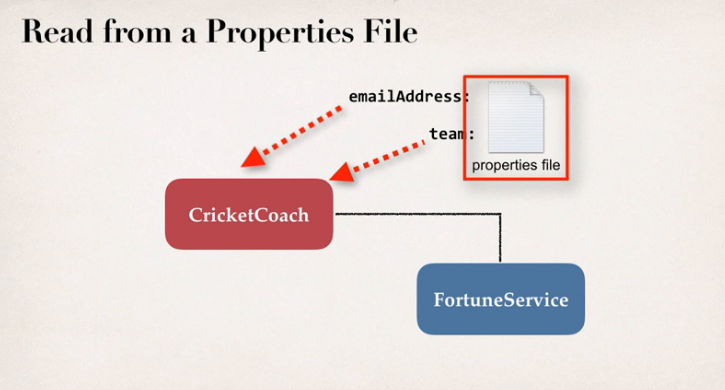 Read from a Properties File
emailAddress:
team:
properties file
CricketCoach
FortuneService